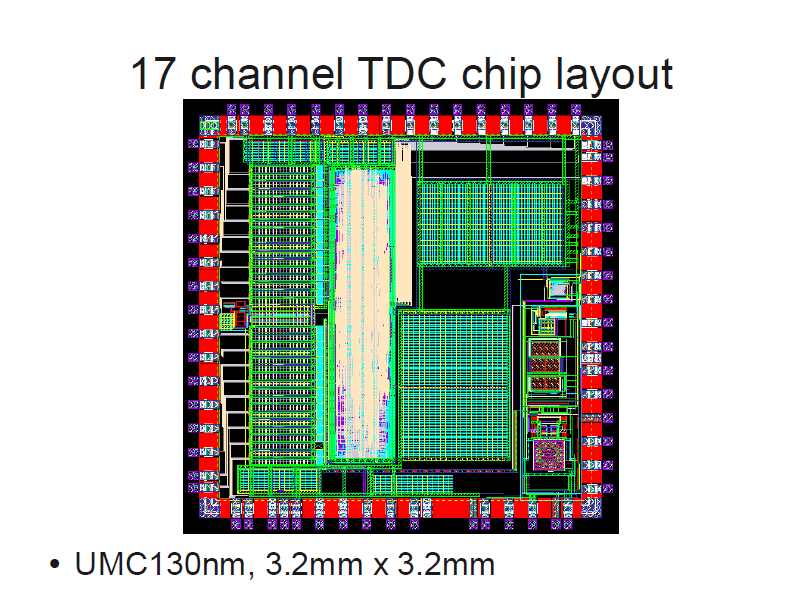 17 channel TDC chip layout
• UMC130nm, 3.2mm x 3.2mm